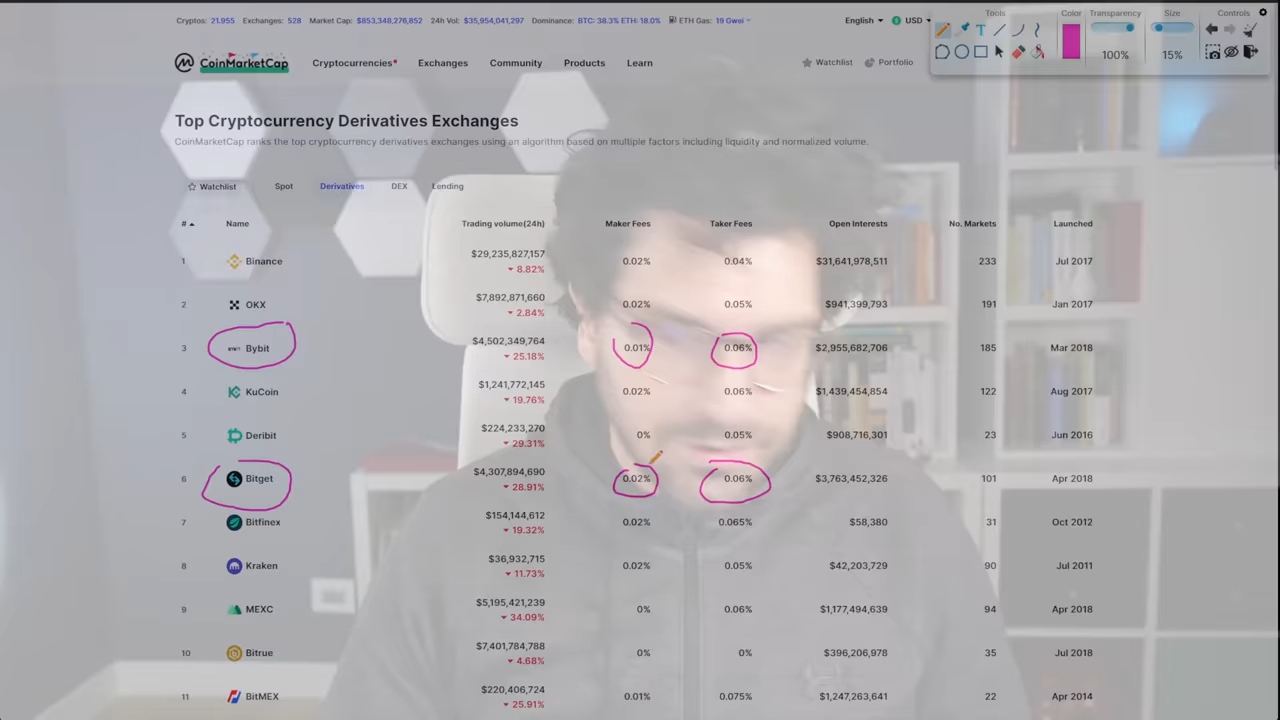 Cryptos: 21,955 Exchanges: 528 Market Cap: $853,348,276,852 24h Vol: $35,954,041,297 Dominance: BTC: 38.3% ETH: 18.0% ETH Gas: 19 Gwei English USD Tools Color Transparency Size Controls
CoinMarketCap Cryptocurrencies Exchanges Community Products Learn Watchlist Portfolio 100% 15%
Top Cryptocurrency Derivatives Exchanges
CoinMarketCap ranks the top cryptocurrency derivatives exchanges using an algorithm based on multiple factors including liquidity and normalized volume.
Watchlist Spot Derivatives DEX Lending
# Name Trading volume(24h) Maker Fees Taker Fees Open Interests No. Markets Launched
1 Binance $29,235,827,157 0.02% 0.04% $31,641,978,511 233 Jul 2017
8.82%
2 OKX $7,892,871,660 0.02% 0.05% $941,399,793 191 Jan 2017
2.84%
3 Bybit $4,502,349,764 0.01% 0.06% $2,955,682,706 185 Mar 2018
25.18%
4 KuCoin $1,241,772,145 0.02% 0.06% $1,439,454,854 122 Aug 2017
19.76%
5 Deribit $224,233,270 0% 0.05% $908,716,301 23 Jun 2016
29.31%
6 Bitget $4,307,894,690 0.02% 0.06% $3,763,452,326 101 Apr 2018
28.91%
7 Bitfinex $154,144,612 0.02% 0.065% $58,380 31 Oct 2012
19.32%
8 Kraken $36,932,715 0.02% 0.05% $42,203,729 90 Jul 2011
11.73%
9 MEXC $5,195,421,239 0% 0.06% $1,177,494,639 94 Apr 2018
34.09%
10 Bitrue $7,401,784,788 0% 0% $396,206,978 35 Jul 2018
4.68%
11 BitMEX $220,406,724 0.01% 0.075% $1,247,263,641 22 Apr 2014
25.91%